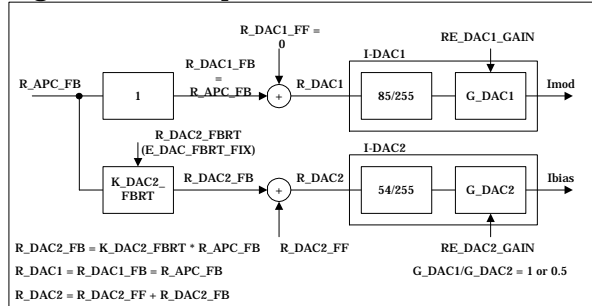 R_DAC1_FF =
0
RE_DAC1_GAIN
I-DAC1
R_DAC1_FB
=
R_APC_FB
R_APC_FB
1
+
R_DAC1
85/255
G_DAC1
Imod
R_DAC2_FBRT
(E_DAC_FBRT_FIX)
I-DAC2
K_DAC2_
FBRT
R_DAC2_FB
+
R_DAC2
54/255
G_DAC2
Ibias
R_DAC2_FB = K_DAC2_FBRT * R_APC_FB
R_DAC2_FF
RE_DAC2_GAIN
R_DAC1 = R_DAC1_FB = R_APC_FB
G_DAC1/G_DAC2 = 1 or 0.5
R_DAC2 = R_DAC2_FF + R_DAC2_FB